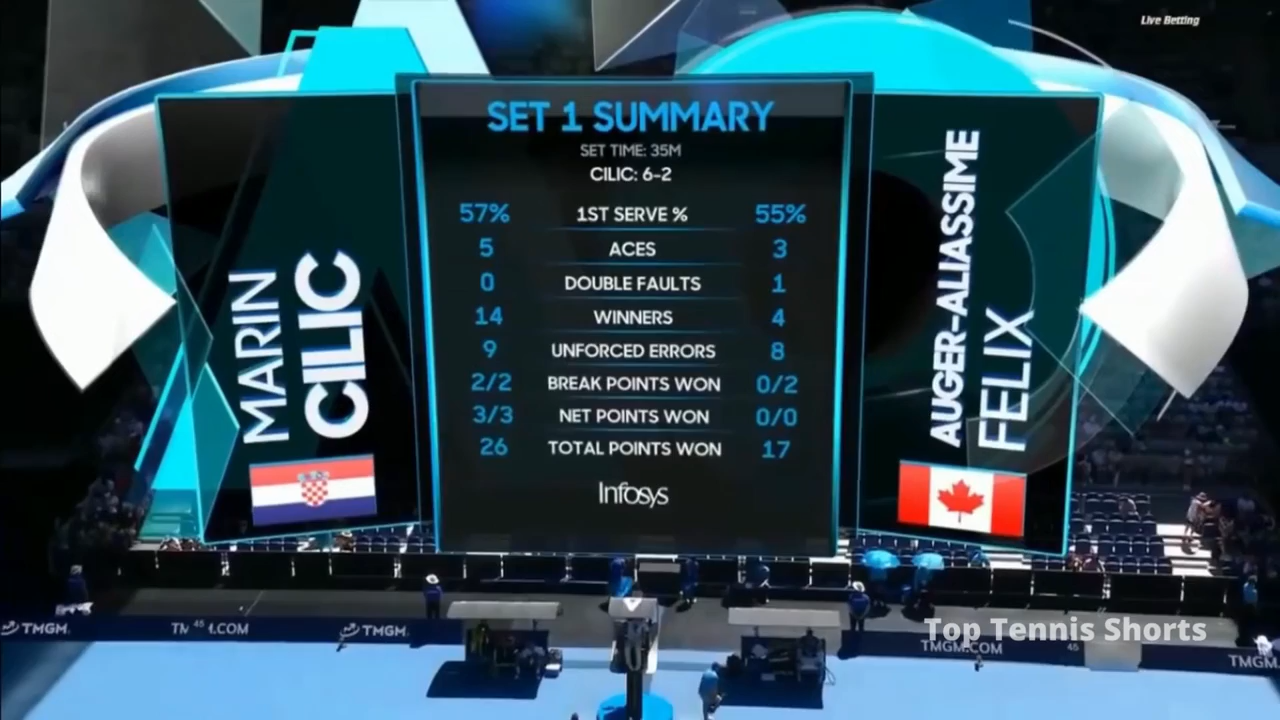 Live Betting
SET 1 SUMMARY
SET TIME: 35M
CILIC: 6-2
57% 1ST SERVE % 55%
5 ACES 3
0 DOUBLE FAULTS 1
14 WINNERS 4
9 UNFORCED ERRORS 8
2/2 BREAK POINTS WON 0/2
3/3 NET POINTS WON 0/0
26 TOTAL POINTS WON 17
Infosys
MARIN
CILIC
AUGER-ALIASSIME
FELIX
TMGM.
45
.COM
TMGM.
Top Tennis Shorts
TMGM.COM
45
TMGM.